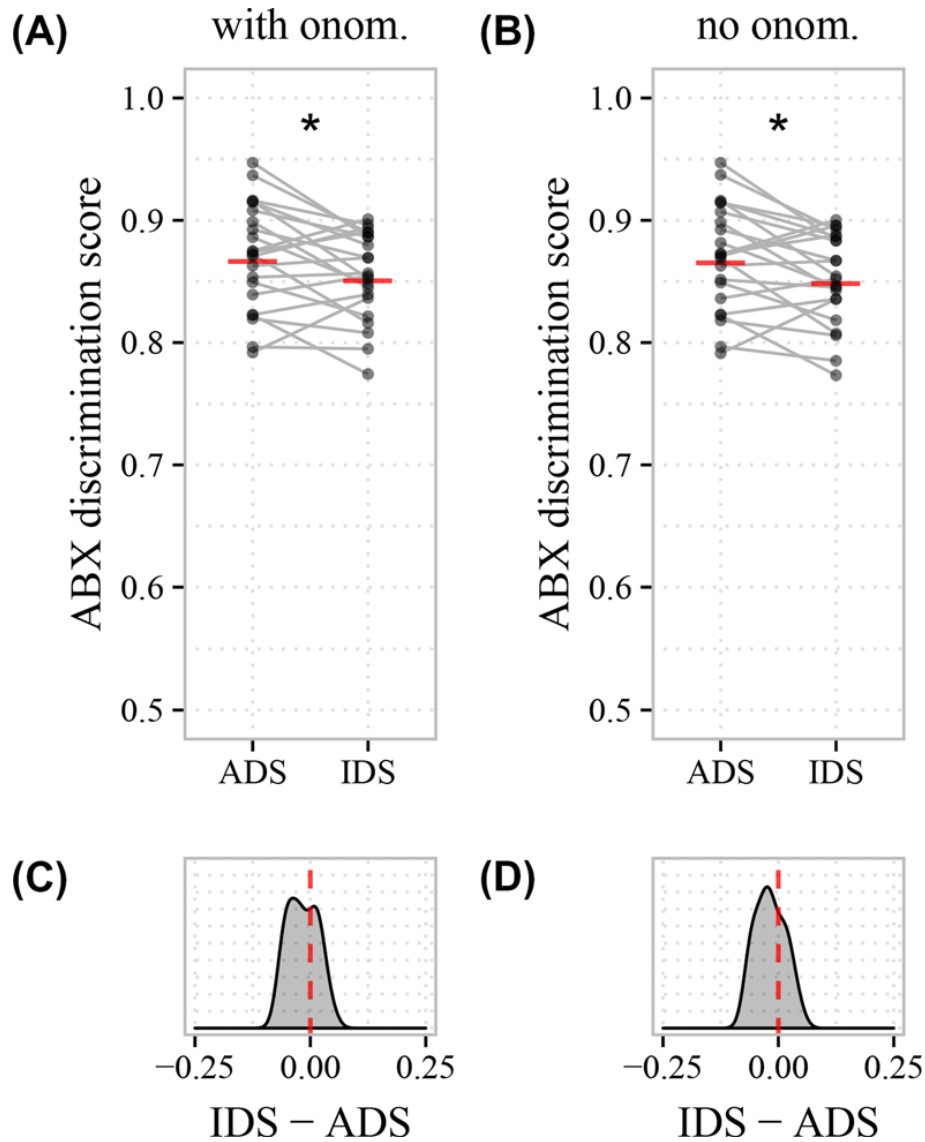 (A) with onom.
ABX discrimination score
1.0
*
0.9
0.8
0.7
0.6
0.5
ADS IDS
(B) no onom.
ABX discrimination score
1.0
*
0.9
0.8
0.7
0.6
0.5
ADS IDS
(C)
−0.25 0.00 0.25
IDS − ADS
(D)
−0.25 0.00 0.25
IDS − ADS